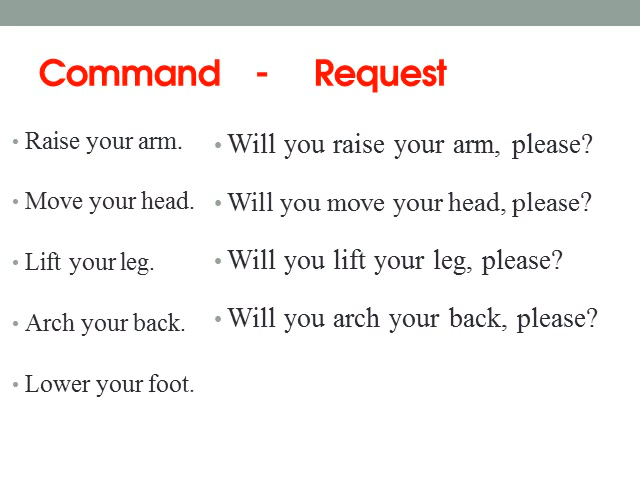 Command - Request
• Raise your arm.
• Move your head.
• Lift your leg.
• Arch your back.
• Lower your foot.
• Will you raise your arm, please?
• Will you move your head, please?
• Will you lift your leg, please?
• Will you arch your back, please?